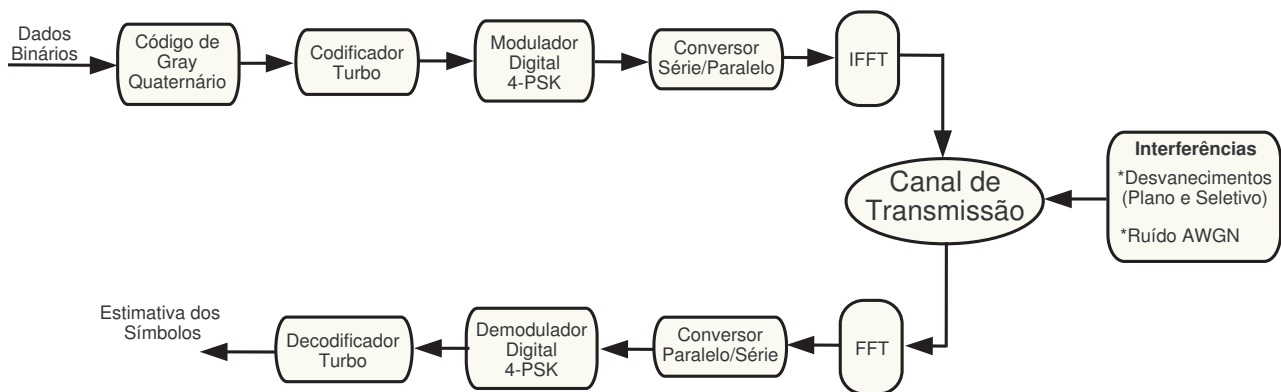 Dados
Binários
Código de
Gray
Quaternário
Codificador
Turbo
Modulador
Digital
4-PSK
Conversor
Série/Paralelo
IFFT
Canal de
Transmissão
Interferências
*Desvanecimentos
(Plano e Seletivo)
*Ruído AWGN
Estimativa dos
Símbolos
Decodificador
Turbo
Demodulador
Digital
4-PSK
Conversor
Paralelo/Série
FFT